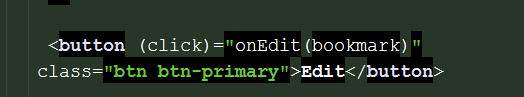 <button (click)="onEdit(bookmark)"
class="btn btn-primary">Edit</button>